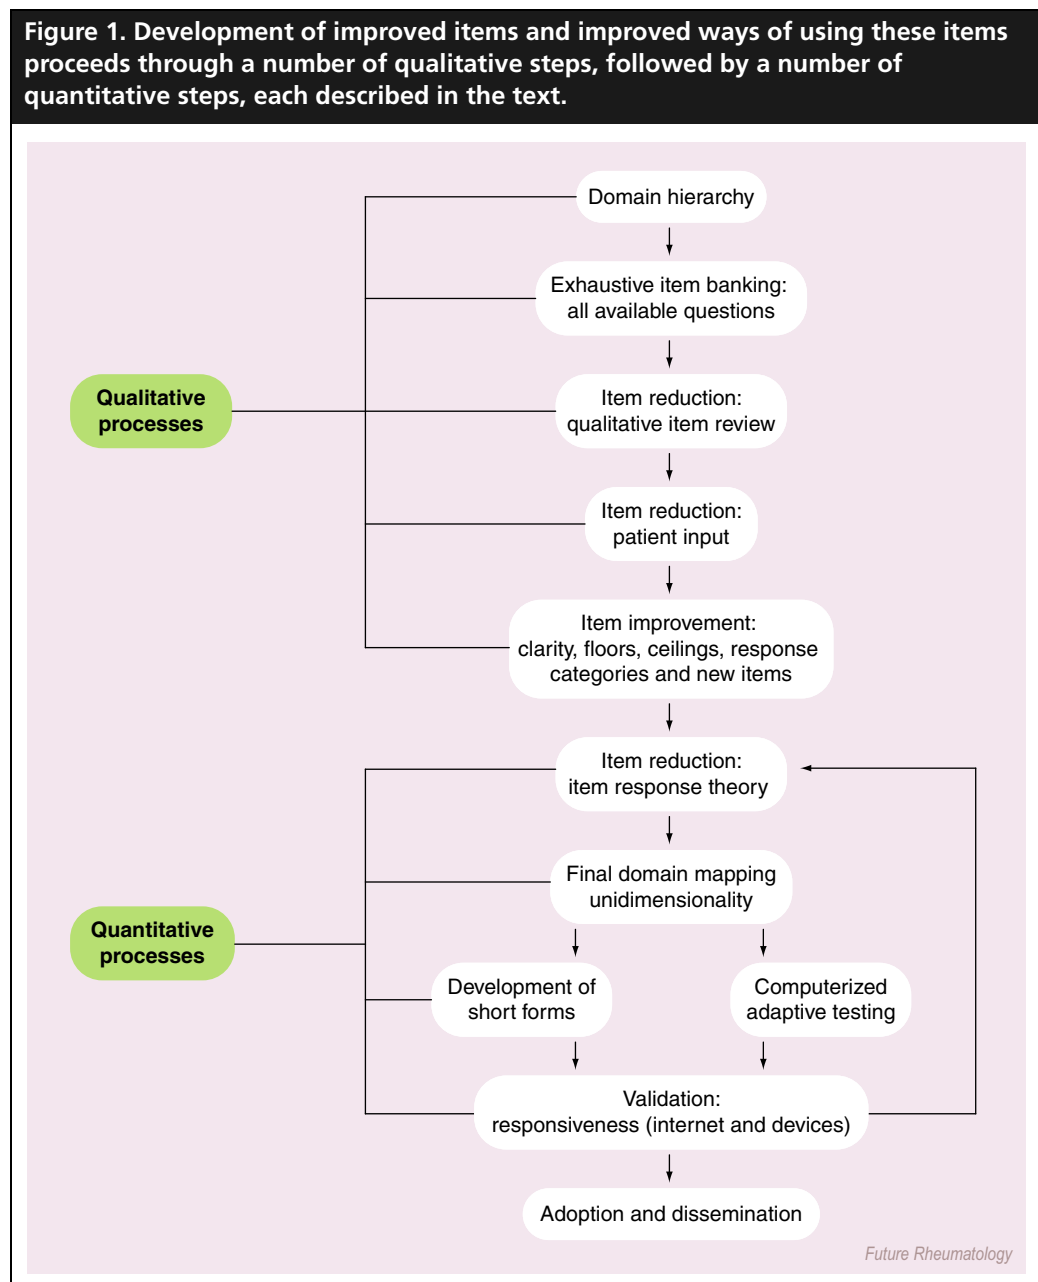 Figure 1. Development of improved items and improved ways of using these items
proceeds through a number of qualitative steps, followed by a number of
quantitative steps, each described in the text.
Domain hierarchy
Exhaustive item banking:
all available questions
Qualitative
processes
Item reduction:
qualitative item review
Item reduction:
patient input
Item improvement:
clarity, floors, ceilings, response
categories and new items
Item reduction:
item response theory
Final domain mapping
unidimensionality
Quantitative
processes
Development of
short forms
Computerized
adaptive testing
Validation:
responsiveness (internet and devices)
Adoption and dissemination
Future Rheumatology